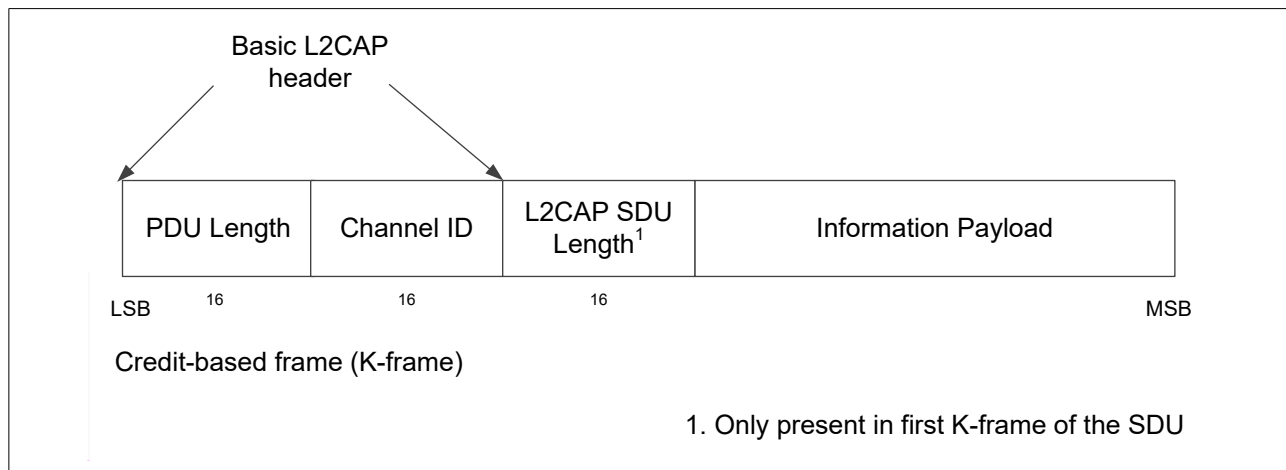 Basic L2CAP
header
PDU Length
Channel ID
L2CAP SDU
Length1
Information Payload
LSB
16
16
16
MSB
Credit-based frame (K-frame)
1. Only present in first K-frame of the SDU